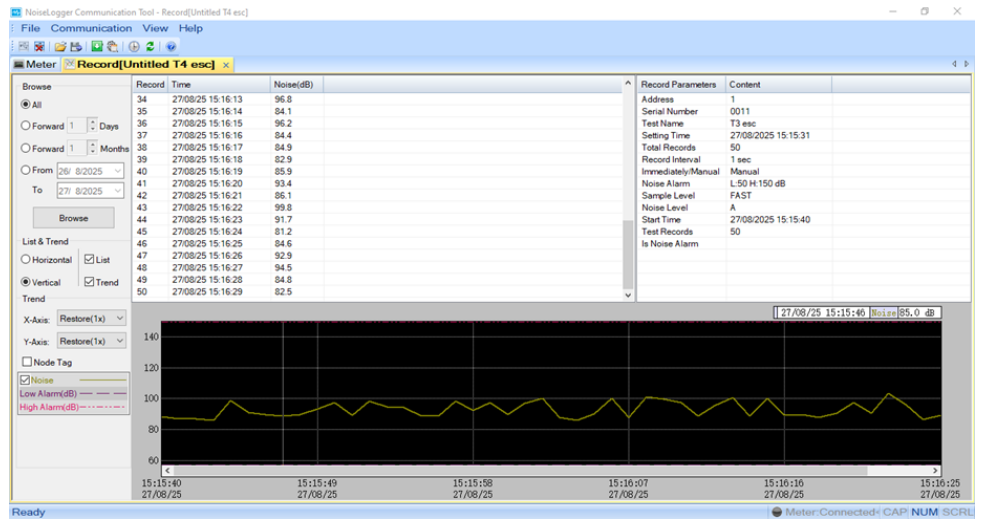 NoiseLogger Communication Tool - Record[Untitled T4 esc]
File Communication View Help
Meter Record[Untitled T4 esc] ×
Browse
All
Forward 1 Days
Forward 1 Months
From 26/ 8/2025
To 27/ 8/2025
Browse
List & Trend
Horizontal List
Vertical Trend
Trend
X-Axis: Restore(1x)
Y-Axis: Restore(1x)
Node Tag
Noise
Low Alarm(dB)
High Alarm(dB)
Record Time Noise(dB)
34 27/08/25 15:16:13 96.8
35 27/08/25 15:16:14 84.1
36 27/08/25 15:16:15 96.2
37 27/08/25 15:16:16 84.4
38 27/08/25 15:16:17 84.9
39 27/08/25 15:16:18 82.9
40 27/08/25 15:16:19 85.9
41 27/08/25 15:16:20 93.4
42 27/08/25 15:16:21 86.1
43 27/08/25 15:16:22 99.8
44 27/08/25 15:16:23 91.7
45 27/08/25 15:16:24 81.2
46 27/08/25 15:16:25 84.6
47 27/08/25 15:16:26 92.9
48 27/08/25 15:16:27 94.5
49 27/08/25 15:16:28 84.8
50 27/08/25 15:16:29 82.5
Record Parameters Content
Address 1
Serial Number 0011
Test Name T3 esc
Setting Time 27/08/2025 15:15:31
Total Records 50
Record Interval 1 sec
Immediately/Manual Manual
Noise Alarm L:50 H:150 dB
Sample Level FAST
Noise Level A
Start Time 27/08/2025 15:15:40
Test Records 50
Is Noise Alarm
27/08/25 15:15:46 Noise 85.0 dB
140
120
100
80
60
15:15:40 15:15:49 15:15:58 15:16:07 15:16:16 15:16:25
27/08/25 27/08/25 27/08/25 27/08/25 27/08/25 27/08/25
Ready Meter:Connected< CAP NUM SCRL